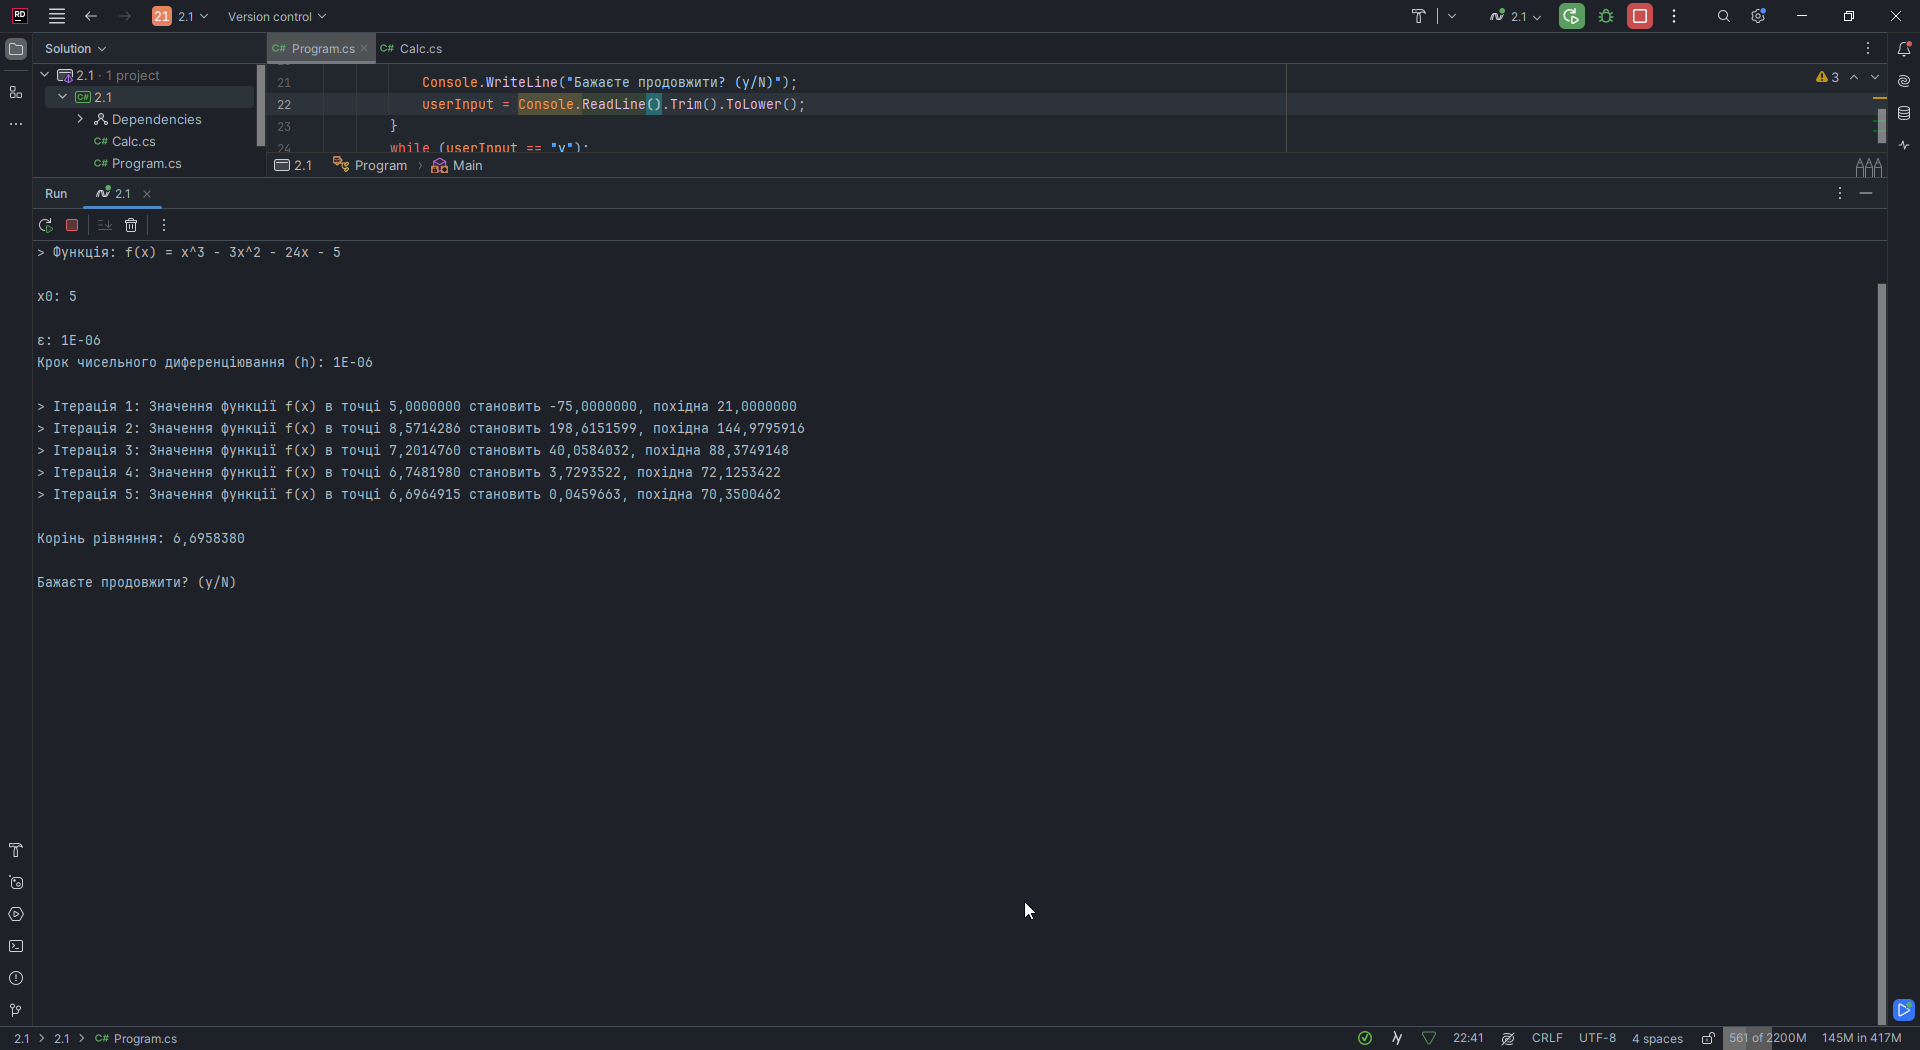 RD 21 2.1 Version control 2.1
Solution
Program.cs
Calc.cs
2.1 · 1 project
2.1
Dependencies
Calc.cs
Program.cs
21 Console.WriteLine("Бажаєте продовжити? (y/N)");
22 userInput = Console.ReadLine().Trim().ToLower();
23 }
24 while (userInput == "y");
3
2.1 Program Main
Run 2.1
> Функція: f(x) = x^3 - 3x^2 - 24x - 5
x0: 5
ε: 1E-06
Крок чисельного диференціювання (h): 1E-06
> Ітерація 1: Значення функції f(x) в точці 5,0000000 становить -75,0000000, похідна 21,0000000
> Ітерація 2: Значення функції f(x) в точці 8,5714286 становить 198,6151599, похідна 144,9795916
> Ітерація 3: Значення функції f(x) в точці 7,2014760 становить 40,0584032, похідна 88,3749148
> Ітерація 4: Значення функції f(x) в точці 6,7481980 становить 3,7293522, похідна 72,1253422
> Ітерація 5: Значення функції f(x) в точці 6,6964915 становить 0,0459663, похідна 70,3500462
Корінь рівняння: 6,6958380
Бажаєте продовжити? (y/N)
2.1 2.1 C# Program.cs 22:41 CRLF UTF-8 4 spaces 561 of 2200M 145M in 417M